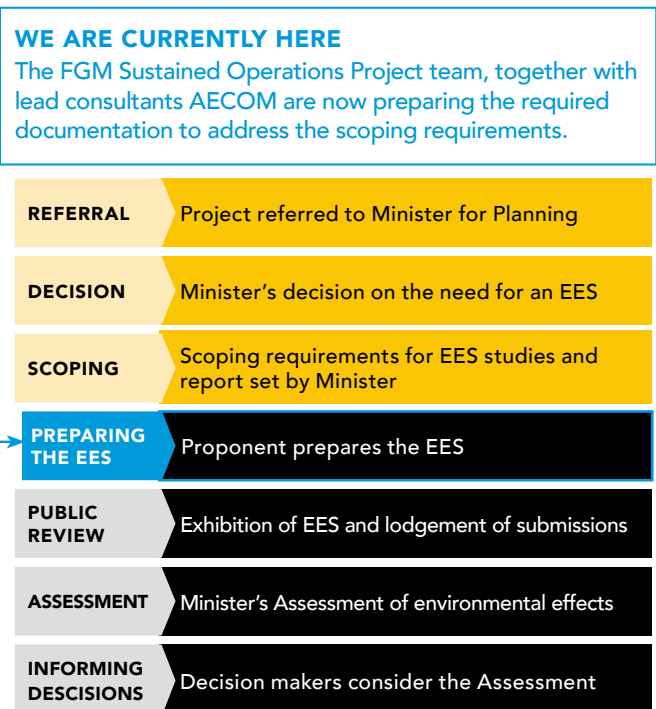 WE ARE CURRENTLY HERE
The FGM Sustained Operations Project team, together with
lead consultants AECOM are now preparing the required
documentation to address the scoping requirements.
REFERRAL
Project referred to Minister for Planning
DECISION
Minister’s decision on the need for an EES
SCOPING
Scoping requirements for EES studies and
report set by Minister
PREPARING
THE EES
Proponent prepares the EES
PUBLIC
REVIEW
Exhibition of EES and lodgement of submissions
ASSESSMENT
Minister’s Assessment of environmental effects
INFORMING
DESCISIONS
Decision makers consider the Assessment